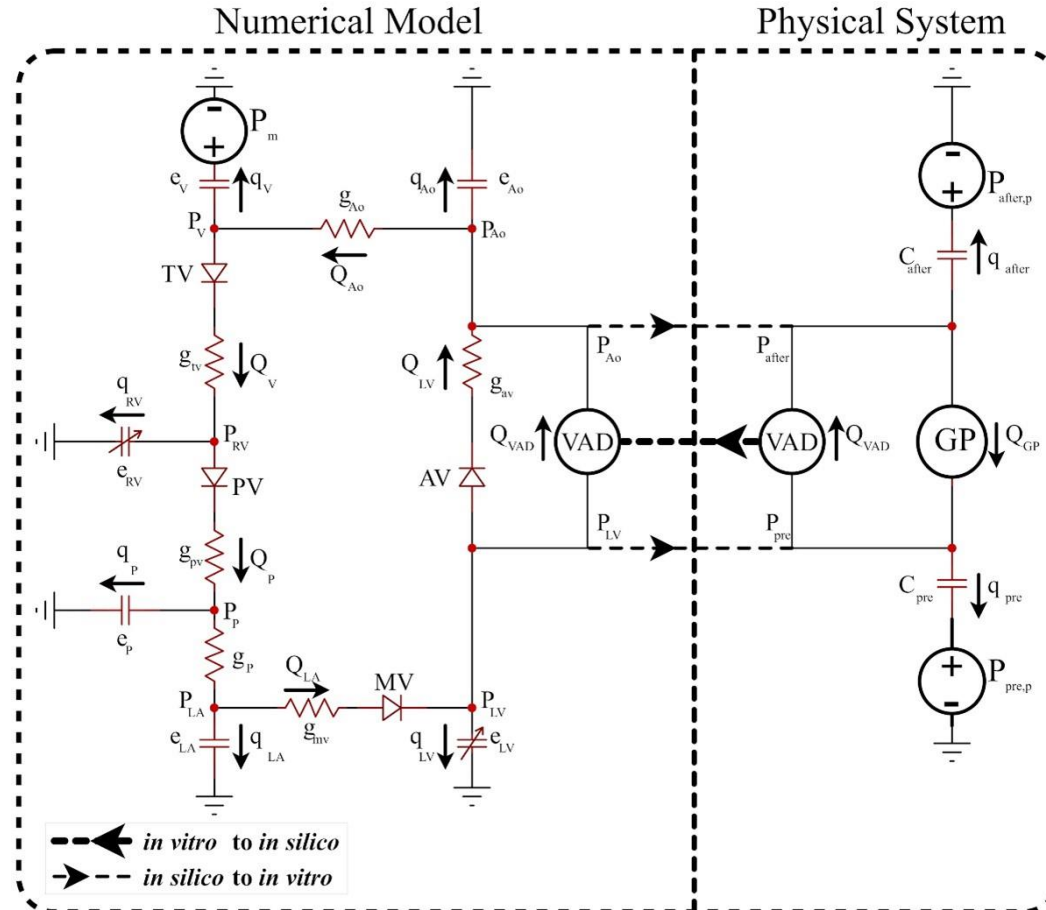 Numerical Model
Physical System
P m
- +
e V
q V
q Ao
e Ao
g Ao
P V
P Ao
Q Ao
TV
g tv
Q V
q RV
P RV
e RV
PV
g pv
Q P
q P
P P
e P
g P
Q LA
MV
P LA
P LV
g mv
e LA
q LA
q LV
e LV
Q LV
g av
AV
P Ao
Q VAD
VAD
P LV
P after
VAD
Q VAD
P pre
- +
P after,p
C after
q after
GP
Q GP
C pre
q pre
+ -
P pre,p
in vitro to in silico
in silico to in vitro